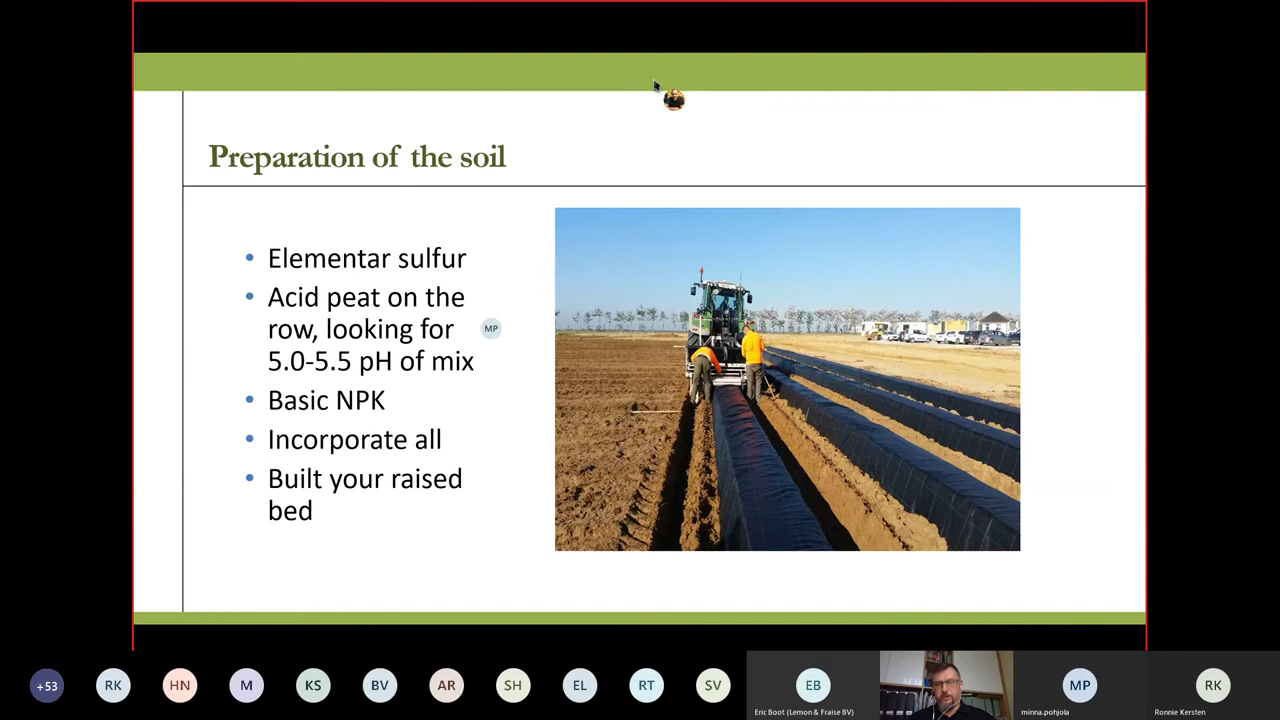 Preparation of the soil
• Elementar sulfur
• Acid peat on the
row, looking for
5.0-5.5 pH of mix
MP
• Basic NPK
• Incorporate all
• Built your raised
bed
+53
RK
HN
M
KS
BV
AR
SH
EL
RT
SV
EB
MP
RK
Eric Boot (Lemon & Fraise BV)
minna.pohjola
Ronnie Kersten